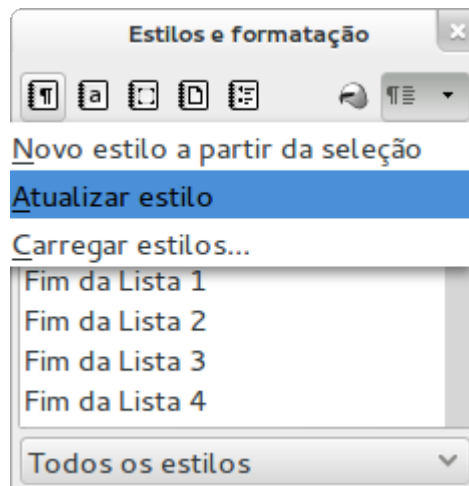 Estilos e formatação
Novo estilo a partir da seleção
Atualizar estilo
Carregar estilos...
Fim da Lista 1
Fim da Lista 2
Fim da Lista 3
Fim da Lista 4
Todos os estilos